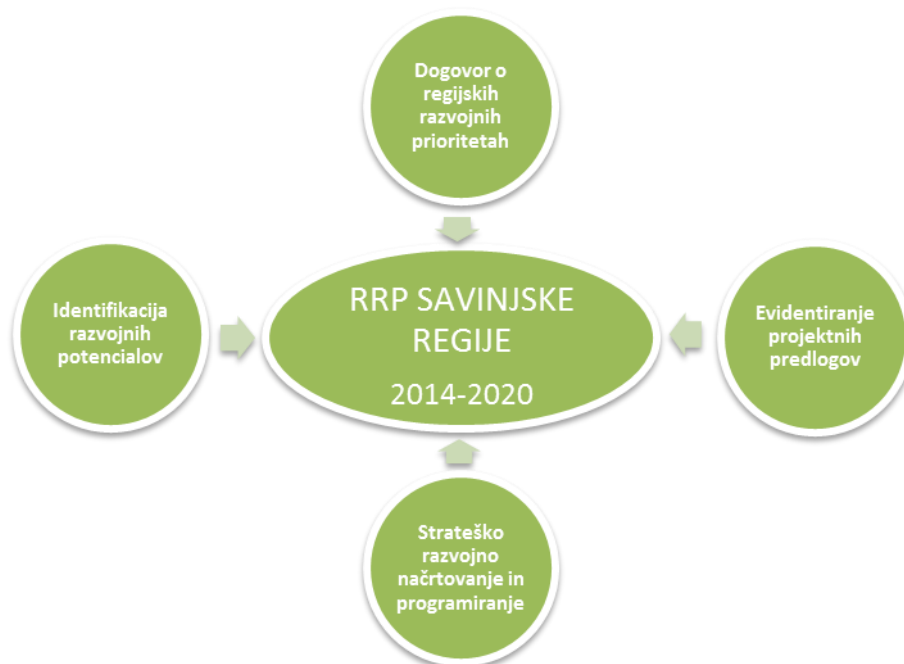 Dogovor o
regijskih
razvojnih
prioritetah
Identifikacija
razvojnih
potencialov
RRP SAVINJSKE
REGIJE
2014-2020
Evidentiranje
projektnih
predlogov
Strateško
razvojno
načrtovanje in
programiranje